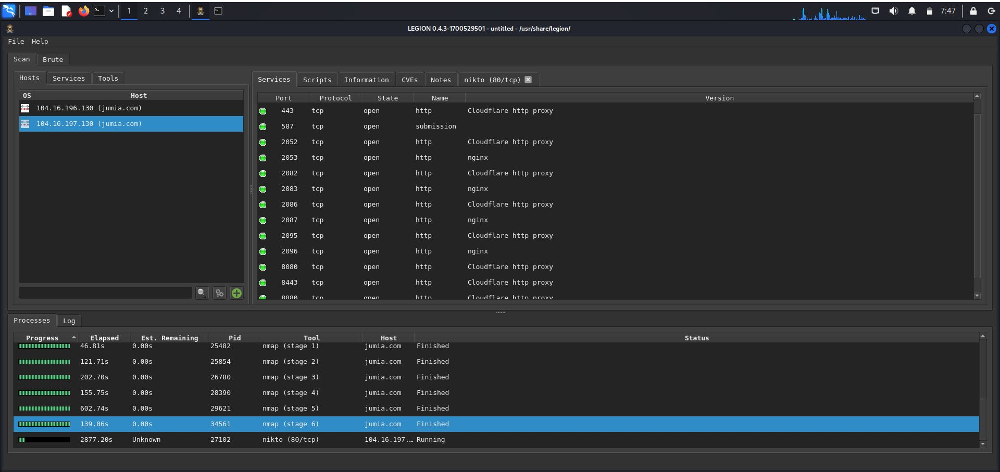 1 2 3 4 7:47
LEGION 0.4.3-1700529501 - untitled - /usr/share/legion/
File Help
Scan Brute
Hosts Services Tools
OS Host
104.16.196.130 (jumia.com)
104.16.197.130 (jumia.com)
Services Scripts Information CVEs Notes nikto (80/tcp)
Port Protocol State Name Version
443 tcp open http Cloudflare http proxy
587 tcp open submission
2052 tcp open http Cloudflare http proxy
2053 tcp open http nginx
2082 tcp open http Cloudflare http proxy
2083 tcp open http nginx
2086 tcp open http Cloudflare http proxy
2087 tcp open http nginx
2095 tcp open http Cloudflare http proxy
2096 tcp open http nginx
8080 tcp open http Cloudflare http proxy
8443 tcp open http Cloudflare http proxy
8880 tcp open http Cloudflare http proxy
Processes Log
Progress Elapsed Est. Remaining Pid Tool Host Status
46.81s 0.00s 25482 nmap (stage 1) jumia.com Finished
121.71s 0.00s 25854 nmap (stage 2) jumia.com Finished
202.70s 0.00s 26780 nmap (stage 3) jumia.com Finished
155.75s 0.00s 28390 nmap (stage 4) jumia.com Finished
602.74s 0.00s 29621 nmap (stage 5) jumia.com Finished
139.06s 0.00s 34561 nmap (stage 6) jumia.com Finished
2877.20s Unknown 27102 nikto (80/tcp) 104.16.197.… Running